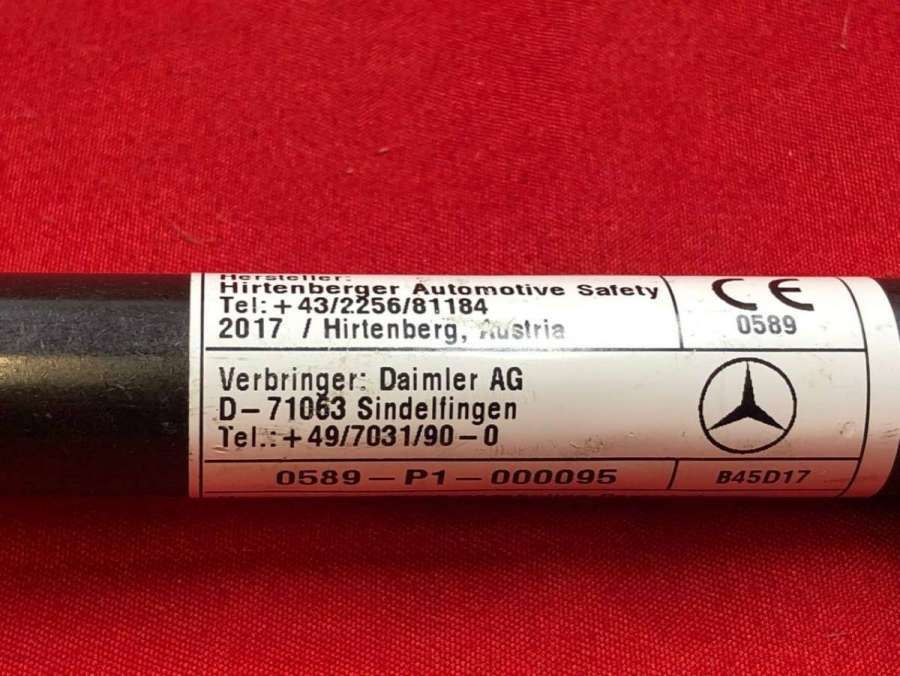 Hersteller:
Hirtenberger Automotive Safety
Tel:+43/2256/81184
2017 / Hirtenberg, Austria
CE
0589
Verbringer: Daimler AG
D-71063 Sindelfingen
Tel.:+49/7031/90-0
0589-P1-000095
B45D17